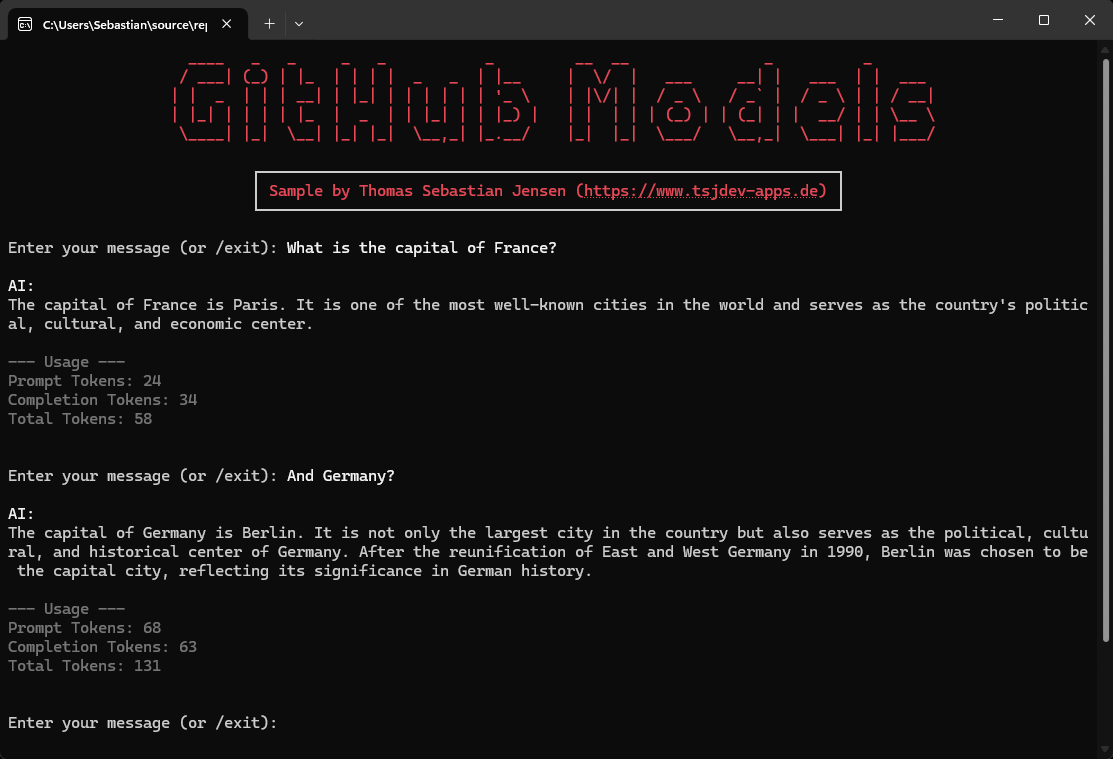 C:\Users\Sebastian\source\rep
GitHub Models
Sample by Thomas Sebastian Jensen (https://www.tsjdev-apps.de)
Enter your message (or /exit): What is the capital of France?
AI:
The capital of France is Paris. It is one of the most well-known cities in the world and serves as the country's politic
al, cultural, and economic center.
--- Usage ---
Prompt Tokens: 24
Completion Tokens: 34
Total Tokens: 58
Enter your message (or /exit): And Germany?
AI:
The capital of Germany is Berlin. It is not only the largest city in the country but also serves as the political, cultu
ral, and historical center of Germany. After the reunification of East and West Germany in 1990, Berlin was chosen to be
the capital city, reflecting its significance in German history.
--- Usage ---
Prompt Tokens: 68
Completion Tokens: 63
Total Tokens: 131
Enter your message (or /exit):